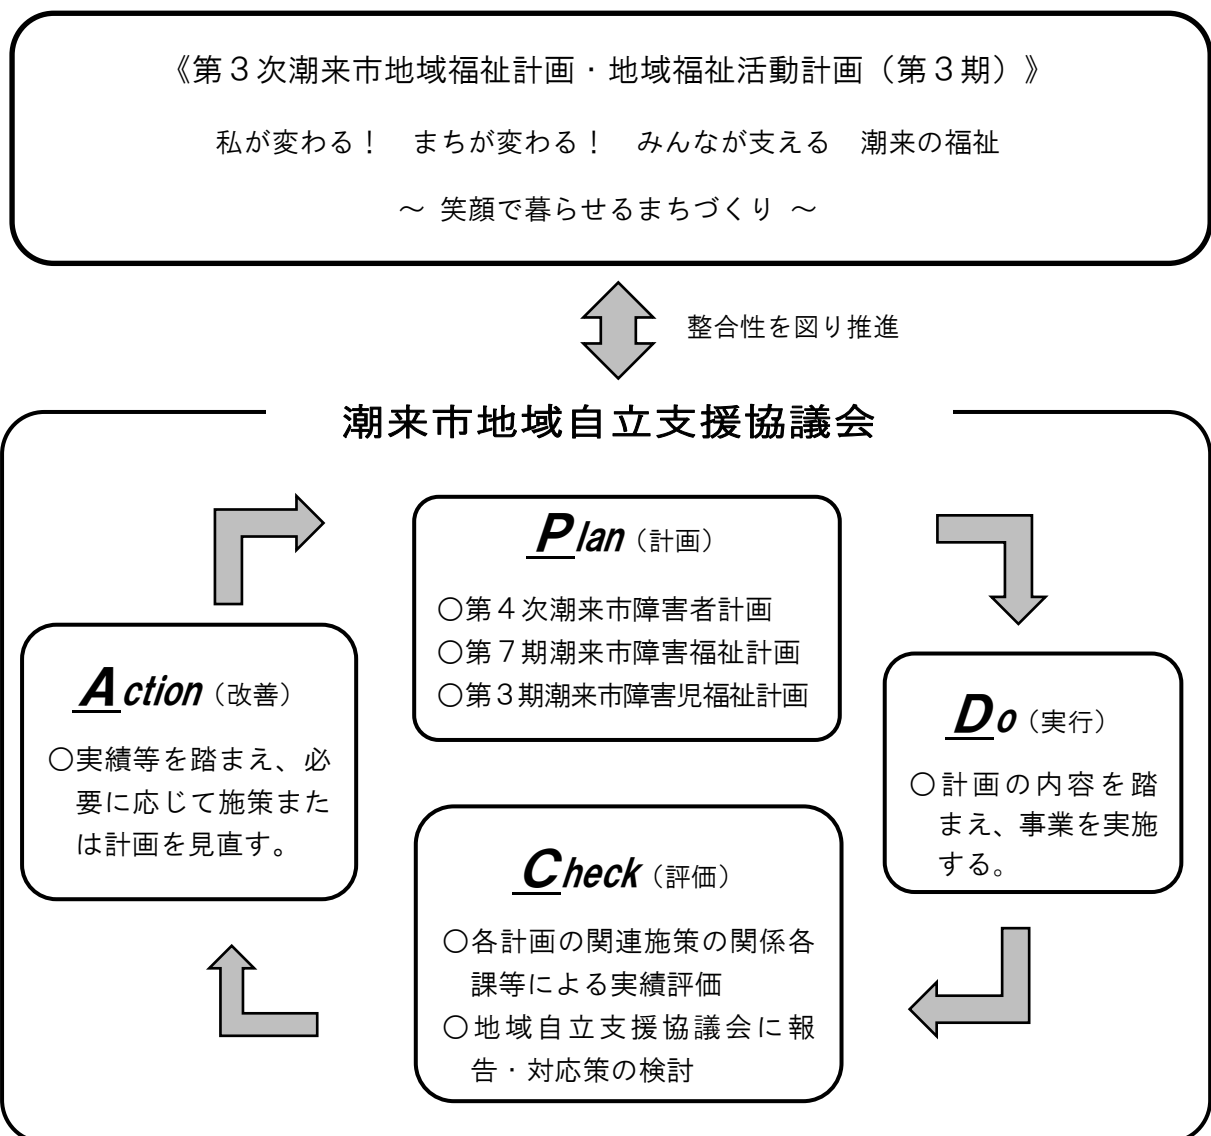 《第３次潮来市地域福祉計画・地域福祉活動計画（第３期）》
私が変わる！　まちが変わる！　みんなが支える　潮来の福祉
～ 笑顔で暮らせるまちづくり ～
整合性を図り推進
潮来市地域自立支援協議会
Plan（計画）
○第４次潮来市障害者計画
○第７期潮来市障害福祉計画
○第３期潮来市障害児福祉計画
Do（実行）
○計画の内容を踏
まえ、事業を実施
する。
Check（評価）
○各計画の関連施策の関係各
課等による実績評価
○地域自立支援協議会に報
告・対応策の検討
Action（改善）
○実績等を踏まえ、必
要に応じて施策また
は計画を見直す。